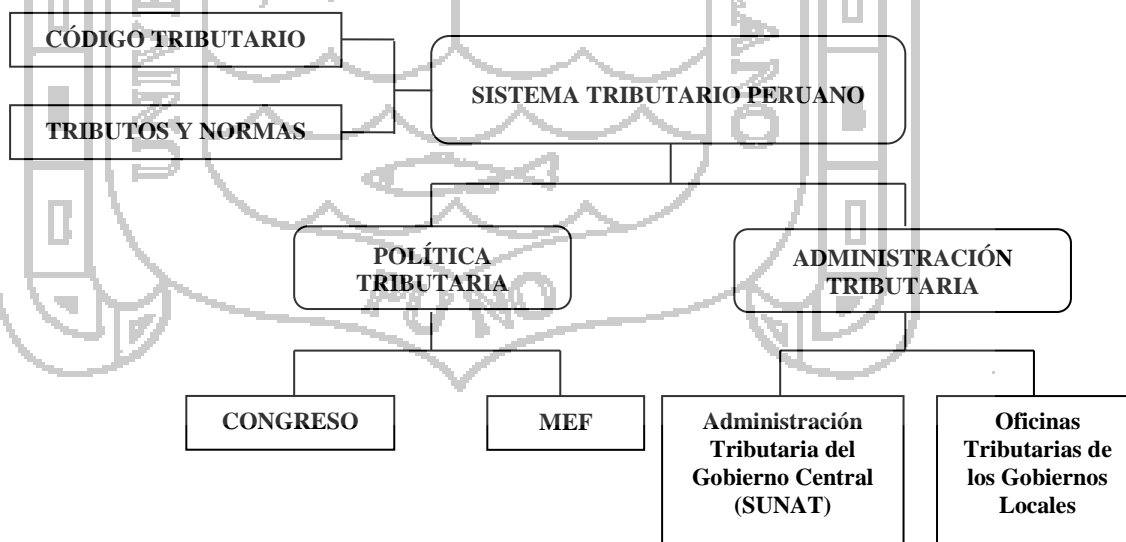 CÓDIGO TRIBUTARIO
SISTEMA TRIBUTARIO PERUANO
TRIBUTOS Y NORMAS
POLÍTICA
TRIBUTARIA
ADMINISTRACIÓN
TRIBUTARIA
CONGRESO
MEF
Administración
Tributaria del
Gobierno Central
(SUNAT)
Oficinas
Tributarias de
los Gobiernos
Locales
PUNO